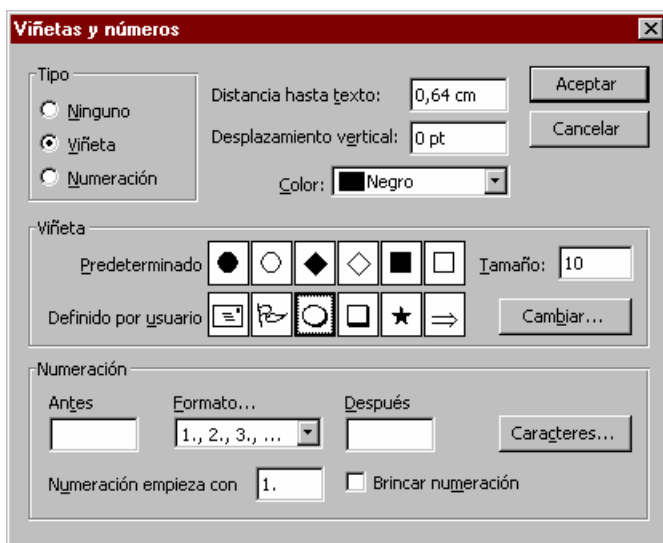 Viñetas y números
Tipo
Ninguno
Viñeta
Numeración
Distancia hasta texto: 0,64 cm
Desplazamiento vertical: 0 pt
Color: Negro
Aceptar
Cancelar
Viñeta
Predeterminado
Tamaño: 10
Definido por usuario
Cambiar...
Numeración
Antes Formato... Después
1., 2., 3., ...
Caracteres...
Numeración empieza con 1.
Brincar numeración